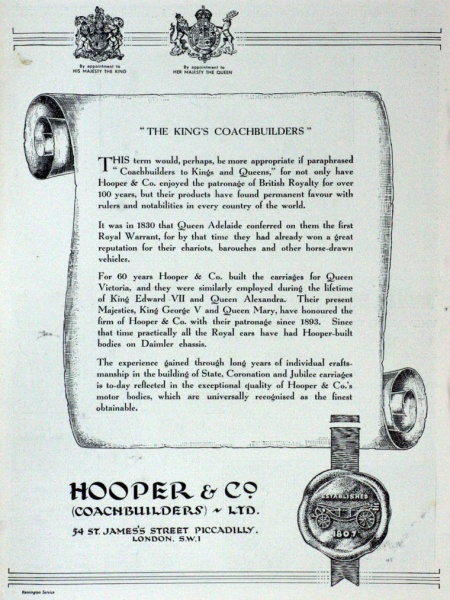 By appointment to
HIS MAJESTY THE KING
By appointment to
HER MAJESTY THE QUEEN
"THE KING'S COACHBUILDERS"
THIS term would, perhaps, be more appropriate if paraphrased
"Coachbuilders to Kings and Queens," for not only have
Hooper & Co. enjoyed the patronage of British Royalty for over
100 years, but their products have found permanent favour with
rulers and notabilities in every country of the world.
It was in 1830 that Queen Adelaide conferred on them the first
Royal Warrant, for by that time they had already won a great
reputation for their chariots, barouches and other horse-drawn
vehicles.
For 60 years Hooper & Co. built the carriages for Queen
Victoria, and they were similarly employed during the lifetime
of King Edward VII and Queen Alexandra. Their present
Majesties, King George V and Queen Mary, have honoured the
firm of Hooper & Co. with their patronage since 1893. Since
that time practically all the Royal cars have had Hooper-built
bodies on Daimler chassis.
The experience gained through long years of individual crafts-
manship in the building of State, Coronation and Jubilee carriages
is to-day reflected in the exceptional quality of Hooper & Co.'s
motor bodies, which are universally recognised as the finest
obtainable.
HOOPER & Co
(COACHBUILDERS) ~ LTD.
54 ST. JAMES'S STREET PICCADILLY.
LONDON. S.W.1
ESTABLISHED
1807
Kennington Service